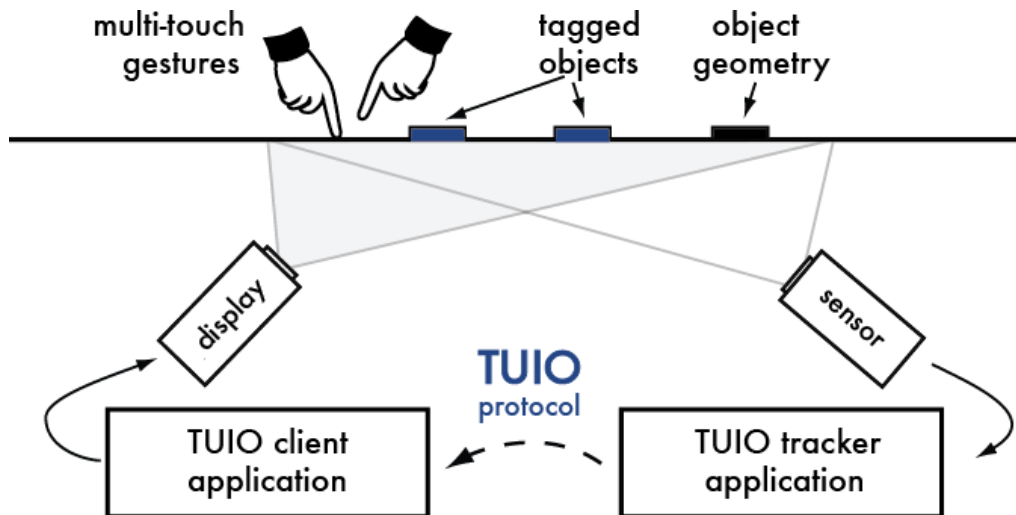 multi-touch
gestures
tagged
objects
object
geometry
display
sensor
TUIO
protocol
TUIO client
application
TUIO tracker
application